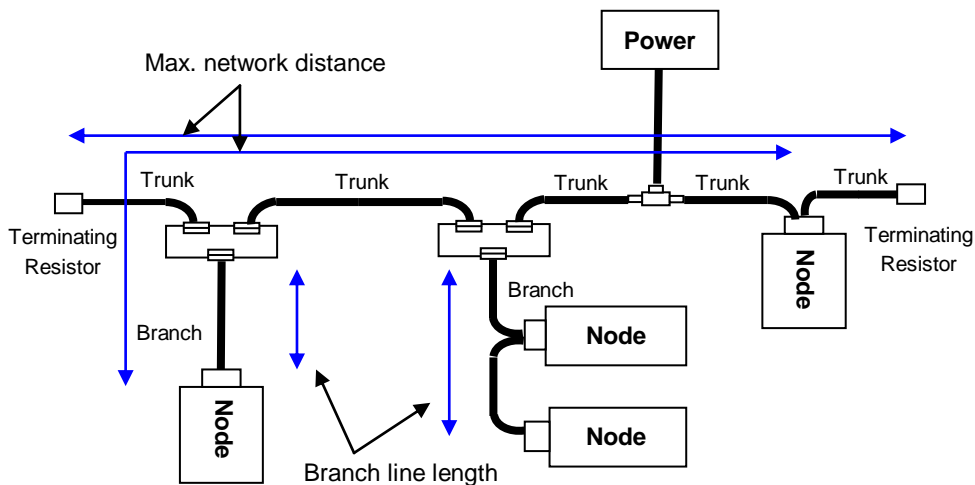 Power
Max. network distance
Trunk
Trunk
Trunk
Trunk
Trunk
Terminating
Resistor
Terminating
Resistor
Node
Branch
Branch
Node
Node
Node
Branch line length